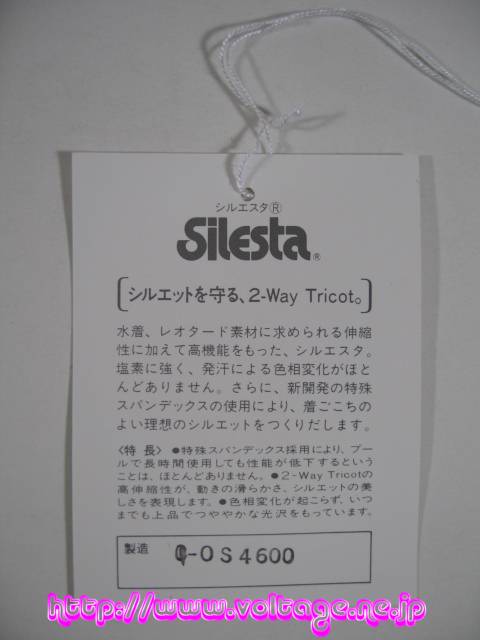 シルエスタ®
Silesta®
シルエットを守る、2-Way Tricot。
水着、レオタード素材に求められる伸縮
性に加えて高機能をもった、シルエスタ。
塩素に強く、発汗による色相変化がほと
んどありません。さらに、新開発の特殊
スパンデックスの使用により、着ごこちの
よい理想のシルエットをつくりだします。
〈特長〉●特殊スパンデックス採用により、プー
ルで長時間使用しても性能が低下するという
ことは、ほとんどありません。●2-Way Tricotの
高伸縮性が、動きの滑らかさ、シルエットの美
しさを表現します。●色相変化が起こらず、いつ
までも上品でつややかな光沢をもっています。
製造 -OS4600
http://www.voltage.ne.jp